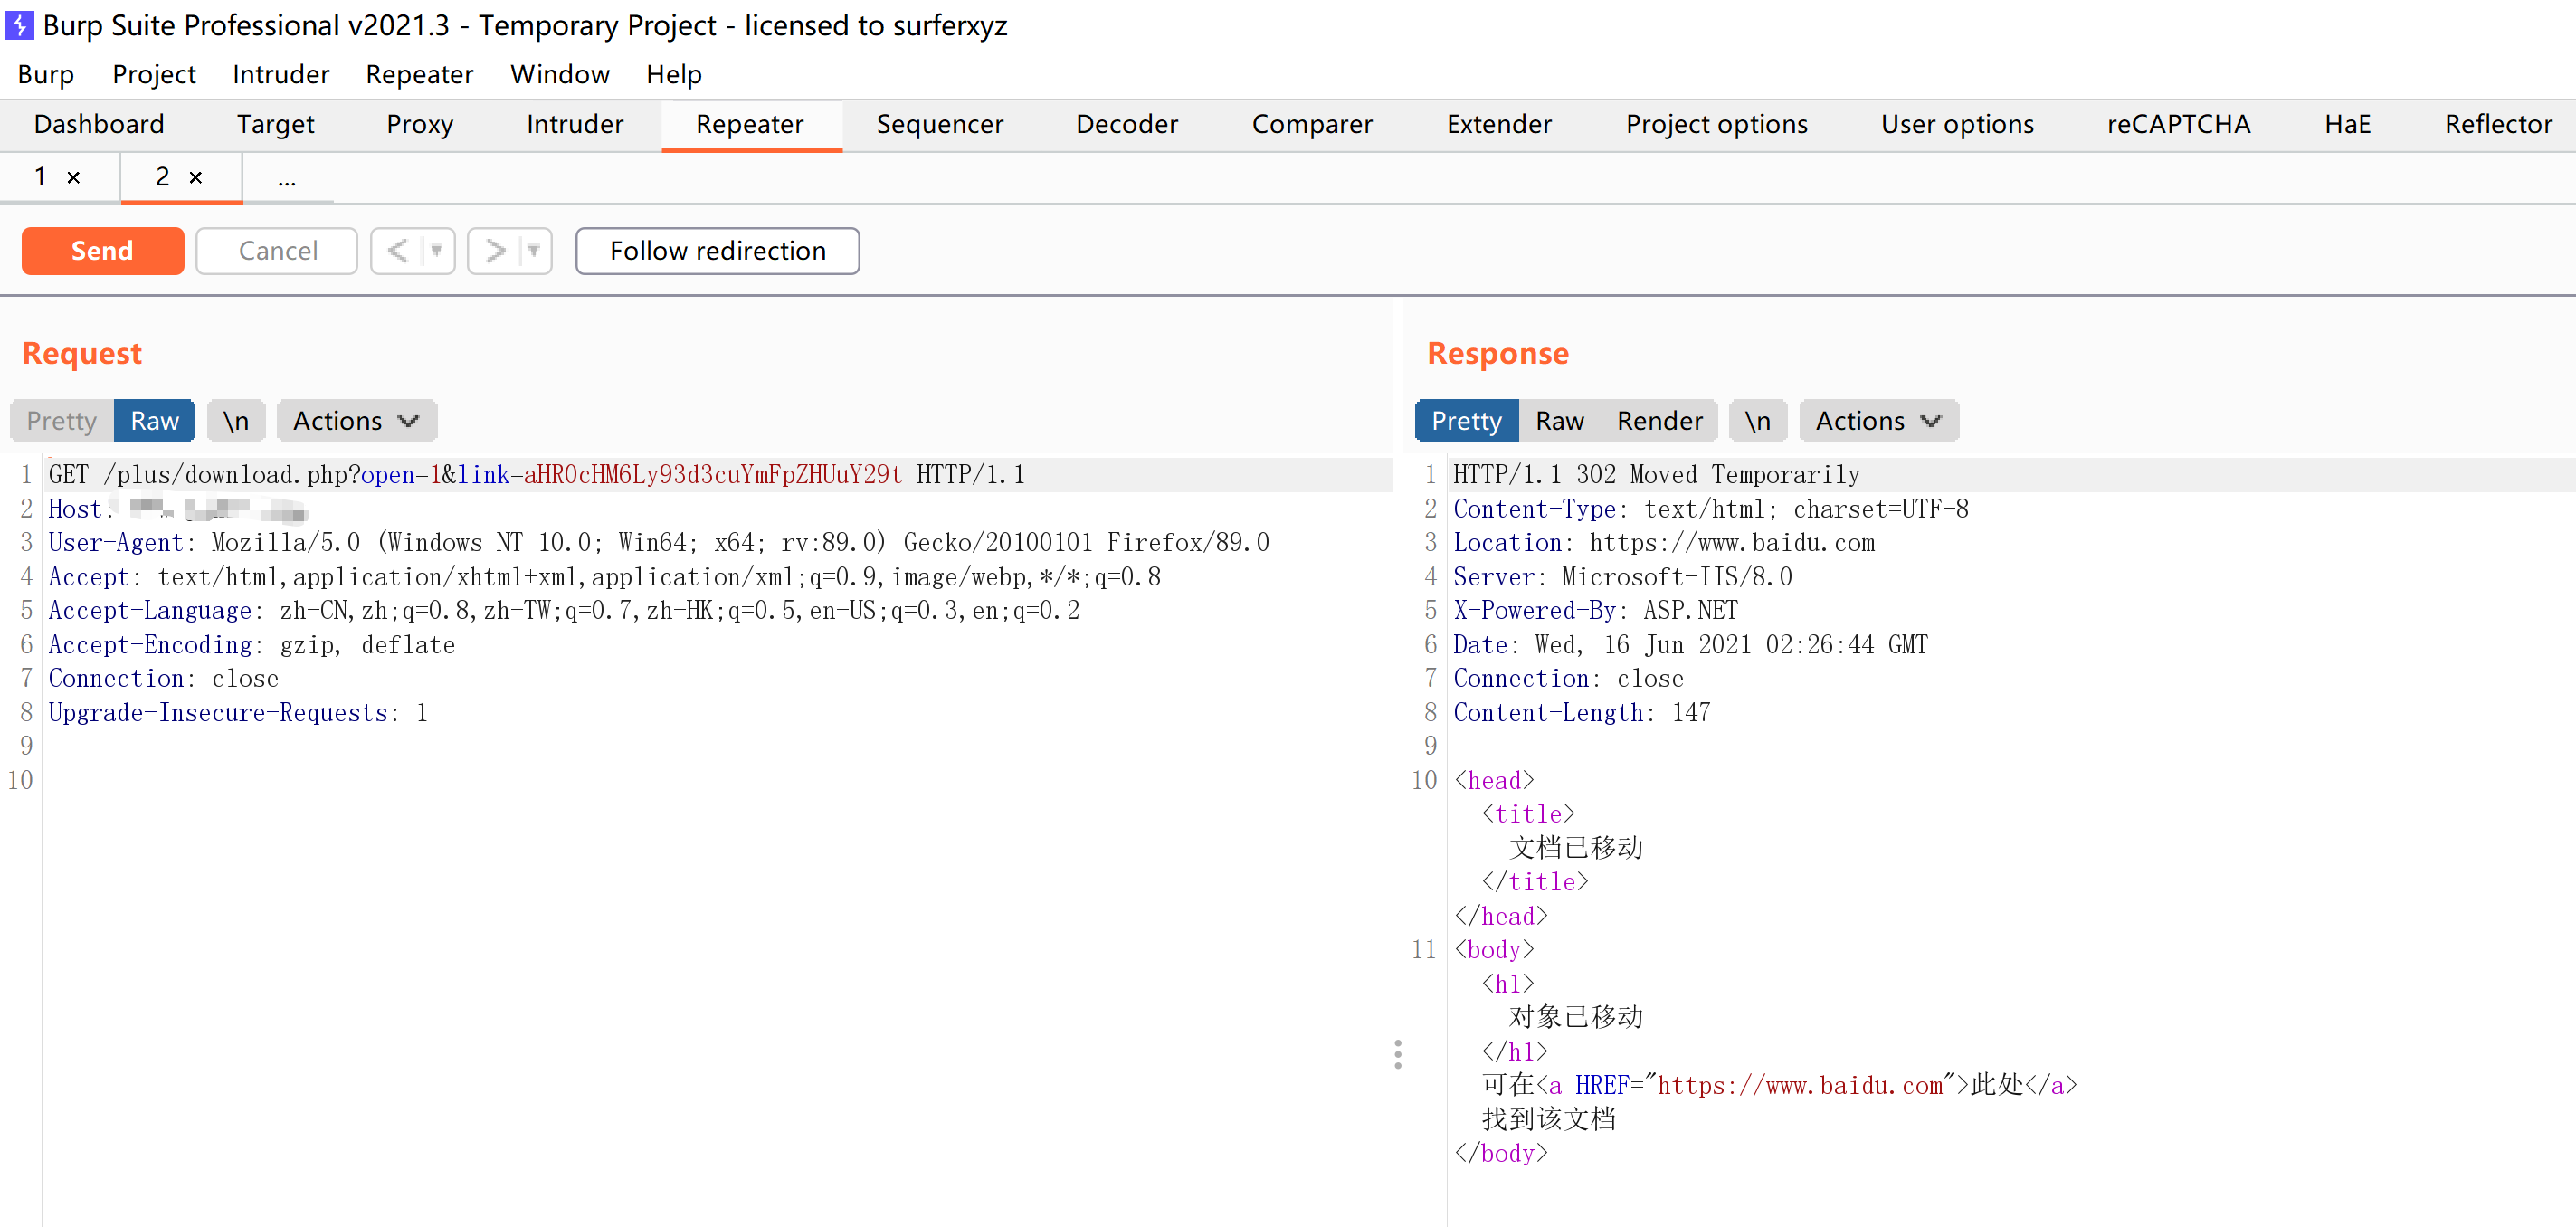 Burp Suite Professional v2021.3 - Temporary Project - licensed to surferxyz
Burp Project Intruder Repeater Window Help
Dashboard Target Proxy Intruder Repeater Sequencer Decoder Comparer Extender Project options User options reCAPTCHA HaE Reflector
1 × 2 × ...
Send Cancel < > Follow redirection
Request
Pretty Raw \n Actions
1 GET /plus/download.php?open=1&link=aHR0cHM6Ly93d3cuYmFpZHUuY29t HTTP/1.1
2 Host:
3 User-Agent: Mozilla/5.0 (Windows NT 10.0; Win64; x64; rv:89.0) Gecko/20100101 Firefox/89.0
4 Accept: text/html,application/xhtml+xml,application/xml;q=0.9,image/webp,*/*;q=0.8
5 Accept-Language: zh-CN,zh;q=0.8,zh-TW;q=0.7,zh-HK;q=0.5,en-US;q=0.3,en;q=0.2
6 Accept-Encoding: gzip, deflate
7 Connection: close
8 Upgrade-Insecure-Requests: 1
9
10
Response
Pretty Raw Render \n Actions
1 HTTP/1.1 302 Moved Temporarily
2 Content-Type: text/html; charset=UTF-8
3 Location: https://www.baidu.com
4 Server: Microsoft-IIS/8.0
5 X-Powered-By: ASP.NET
6 Date: Wed, 16 Jun 2021 02:26:44 GMT
7 Connection: close
8 Content-Length: 147
9
10 <head>
<title>
文档已移动
</title>
</head>
11 <body>
<h1>
对象已移动
</h1>
可在<a HREF="https://www.baidu.com">此处</a>
找到该文档
</body>